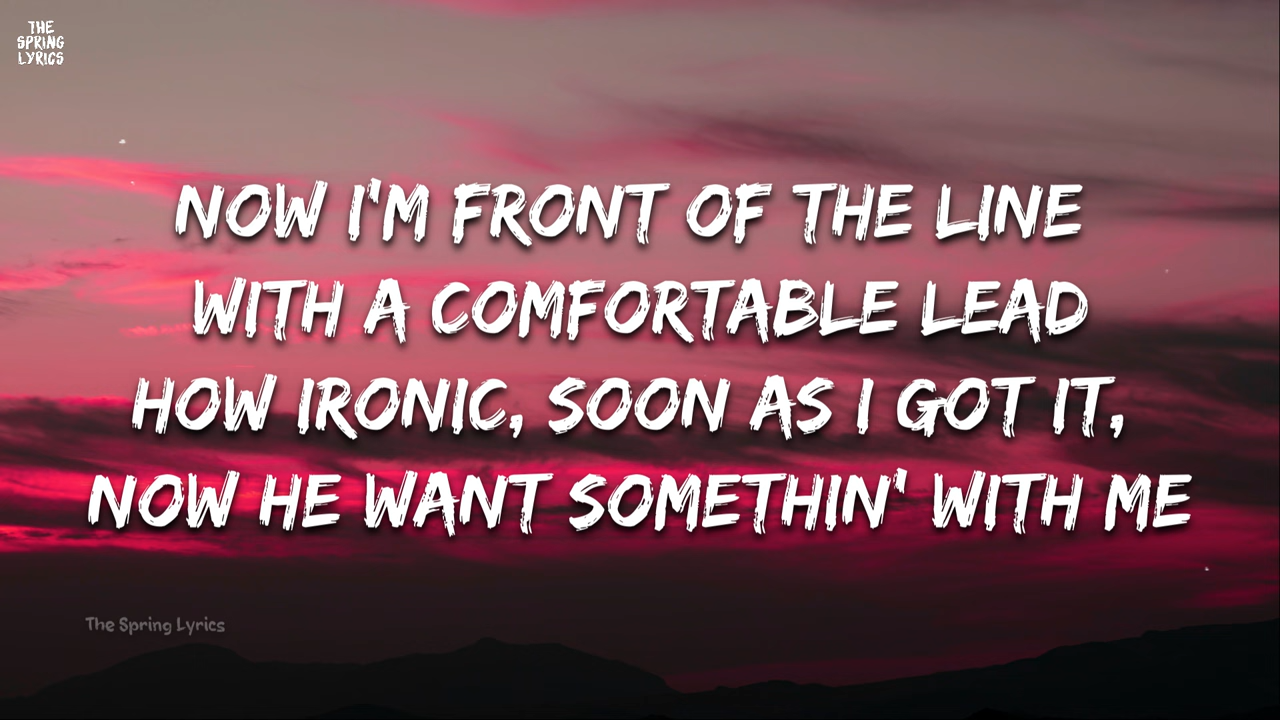 THE
SPRING
LYRICS
NOW I'M FRONT OF THE LINE
WITH A COMFORTABLE LEAD
HOW IRONIC, SOON AS I GOT IT,
NOW HE WANT SOMETHIN' WITH ME
The Spring Lyrics